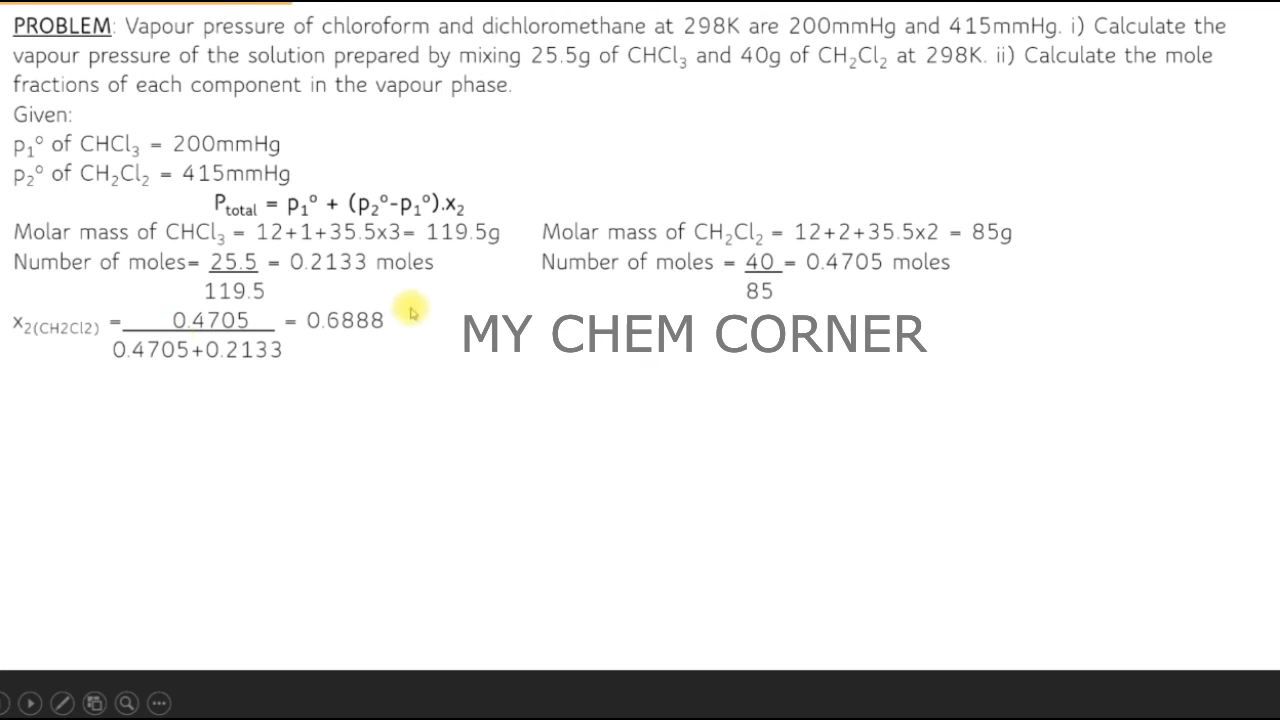 PROBLEM: Vapour pressure of chloroform and dichloromethane at 298K are 200mmHg and 415mmHg. i) Calculate the
vapour pressure of the solution prepared by mixing 25.5g of CHCl₃ and 40g of CH₂Cl₂ at 298K. ii) Calculate the mole
fractions of each component in the vapour phase.
Given:
p₁° of CHCl₃ = 200mmHg
p₂° of CH₂Cl₂ = 415mmHg
Ptotal = p₁° + (p₂°-p₁°).x₂
Molar mass of CHCl₃ = 12+1+35.5x3= 119.5g
Number of moles= 25.5 = 0.2133 moles
119.5
Molar mass of CH₂Cl₂ = 12+2+35.5x2 = 85g
Number of moles = 40 = 0.4705 moles
85
x₂(CH2Cl2) = 0.4705 = 0.6888
0.4705+0.2133
MY CHEM CORNER